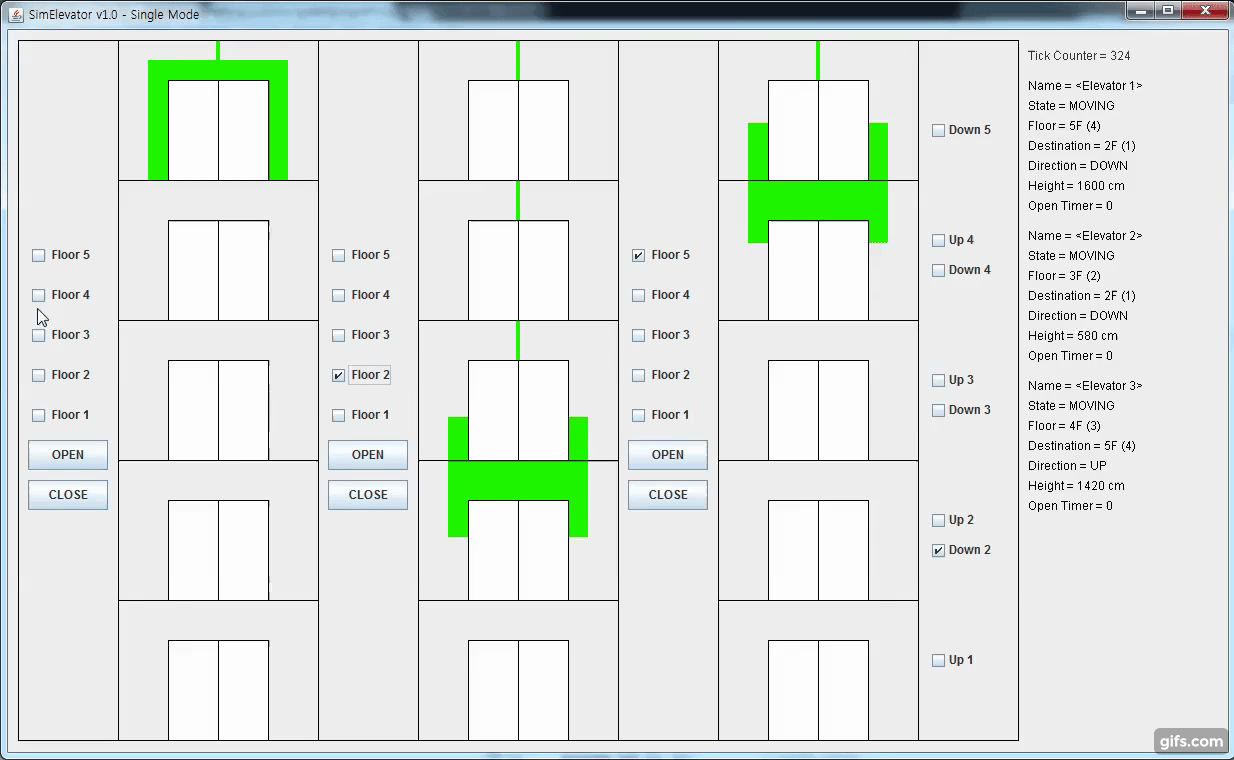 SimElevator v1.0 - Single Mode
Floor 5
Floor 4
Floor 3
Floor 2
Floor 1
OPEN
CLOSE
Floor 5
Floor 4
Floor 3
Floor 2
Floor 1
OPEN
CLOSE
Floor 5
Floor 4
Floor 3
Floor 2
Floor 1
OPEN
CLOSE
Down 5
Up 4
Down 4
Up 3
Down 3
Up 2
Down 2
Up 1
Tick Counter = 324
Name = <Elevator 1>
State = MOVING
Floor = 5F (4)
Destination = 2F (1)
Direction = DOWN
Height = 1600 cm
Open Timer = 0
Name = <Elevator 2>
State = MOVING
Floor = 3F (2)
Destination = 2F (1)
Direction = DOWN
Height = 580 cm
Open Timer = 0
Name = <Elevator 3>
State = MOVING
Floor = 4F (3)
Destination = 5F (4)
Direction = UP
Height = 1420 cm
Open Timer = 0
gifs.com